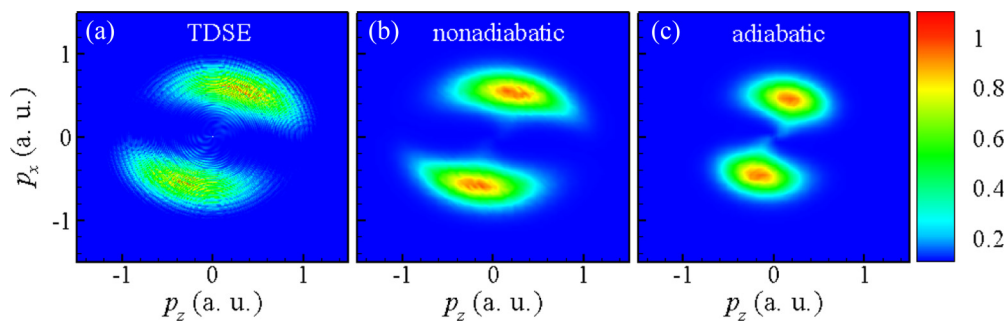 (a) TDSE
(b) nonadiabatic
(c) adiabatic
1
0
-1
p_x (a. u.)
-1 0 1
-1 0 1
-1 0 1
p_z (a. u.)
p_z (a. u.)
p_z (a. u.)
1
0.8
0.6
0.4
0.2